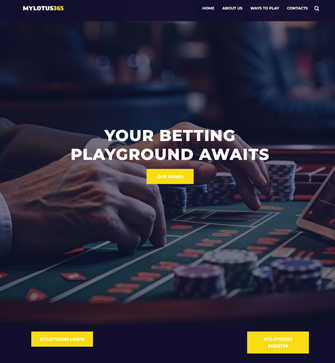 MYLOTUS365
HOME ABOUT US WAYS TO PLAY CONTACTS
YOUR BETTING
PLAYGROUND AWAITS
OUR GAMES
MYLOTUS365 LOGIN
MYLOTUS365
REGISTER